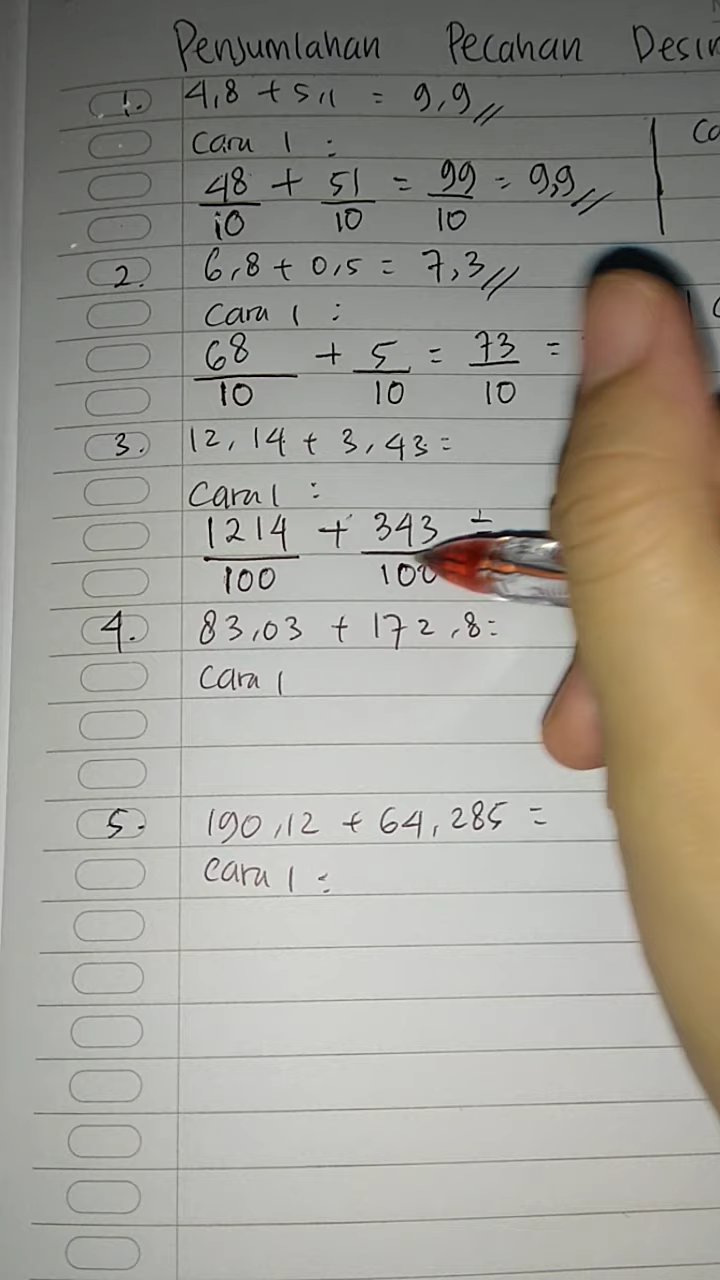 Penjumlahan Pecahan
1. 4,8 + 5,1 = 9,9//
Cara 1 :
48/10 + 51/10 = 99/10 = 9,9//
2. 6,8 + 0,5 = 7,3//
Cara 1 :
68/10 + 5/10 = 73/10 =
3. 12,14 + 3,43 =
Cara 1 :
1214/100 + 343/100 =
4. 83,03 + 172,8 =
Cara 1
5. 190,12 + 64,285 =
Cara 1 :